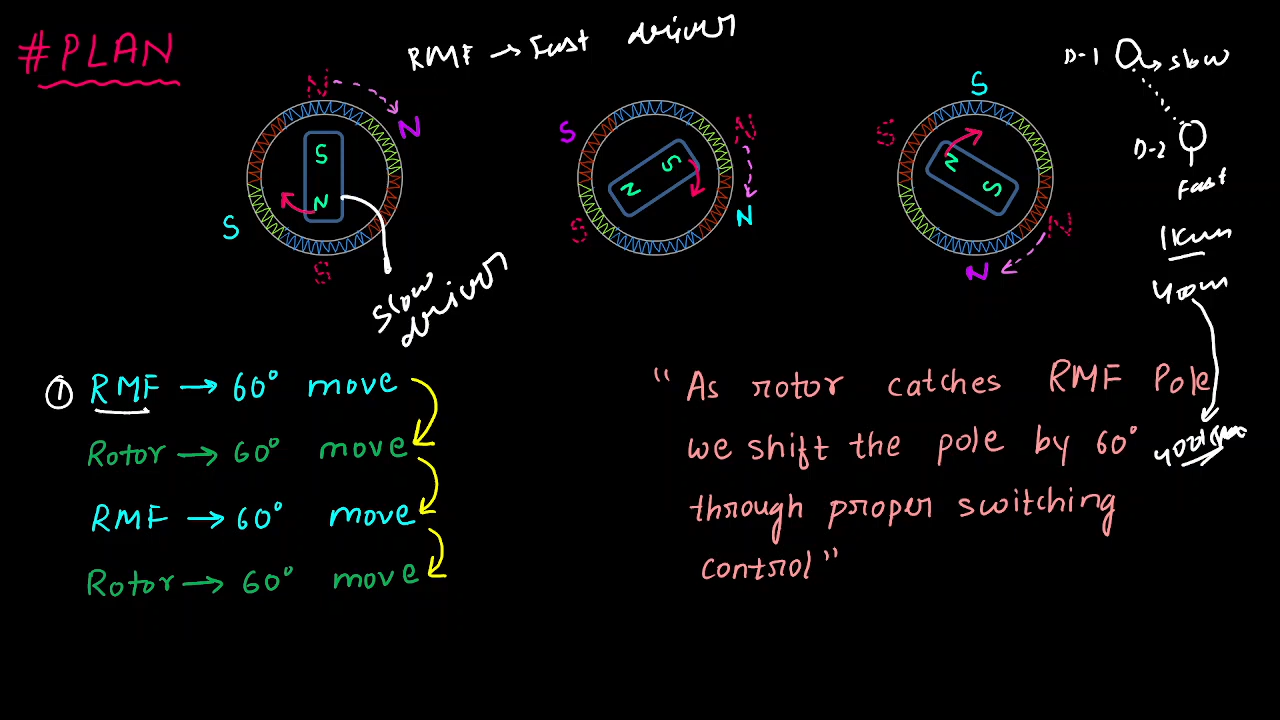 #PLAN
RMF → Fast driver
D-1 → slow
D-2
Fast
1Km
400m
N N
S
N
S
S
slow
driver
S N
S
N
S N
S
S
N
S
N
N
① RMF → 60° move
Rotor → 60° move
RMF → 60° move
Rotor → 60° move
“ As rotor catches RMF Pole
we shift the pole by 60°
through proper switching
control ”